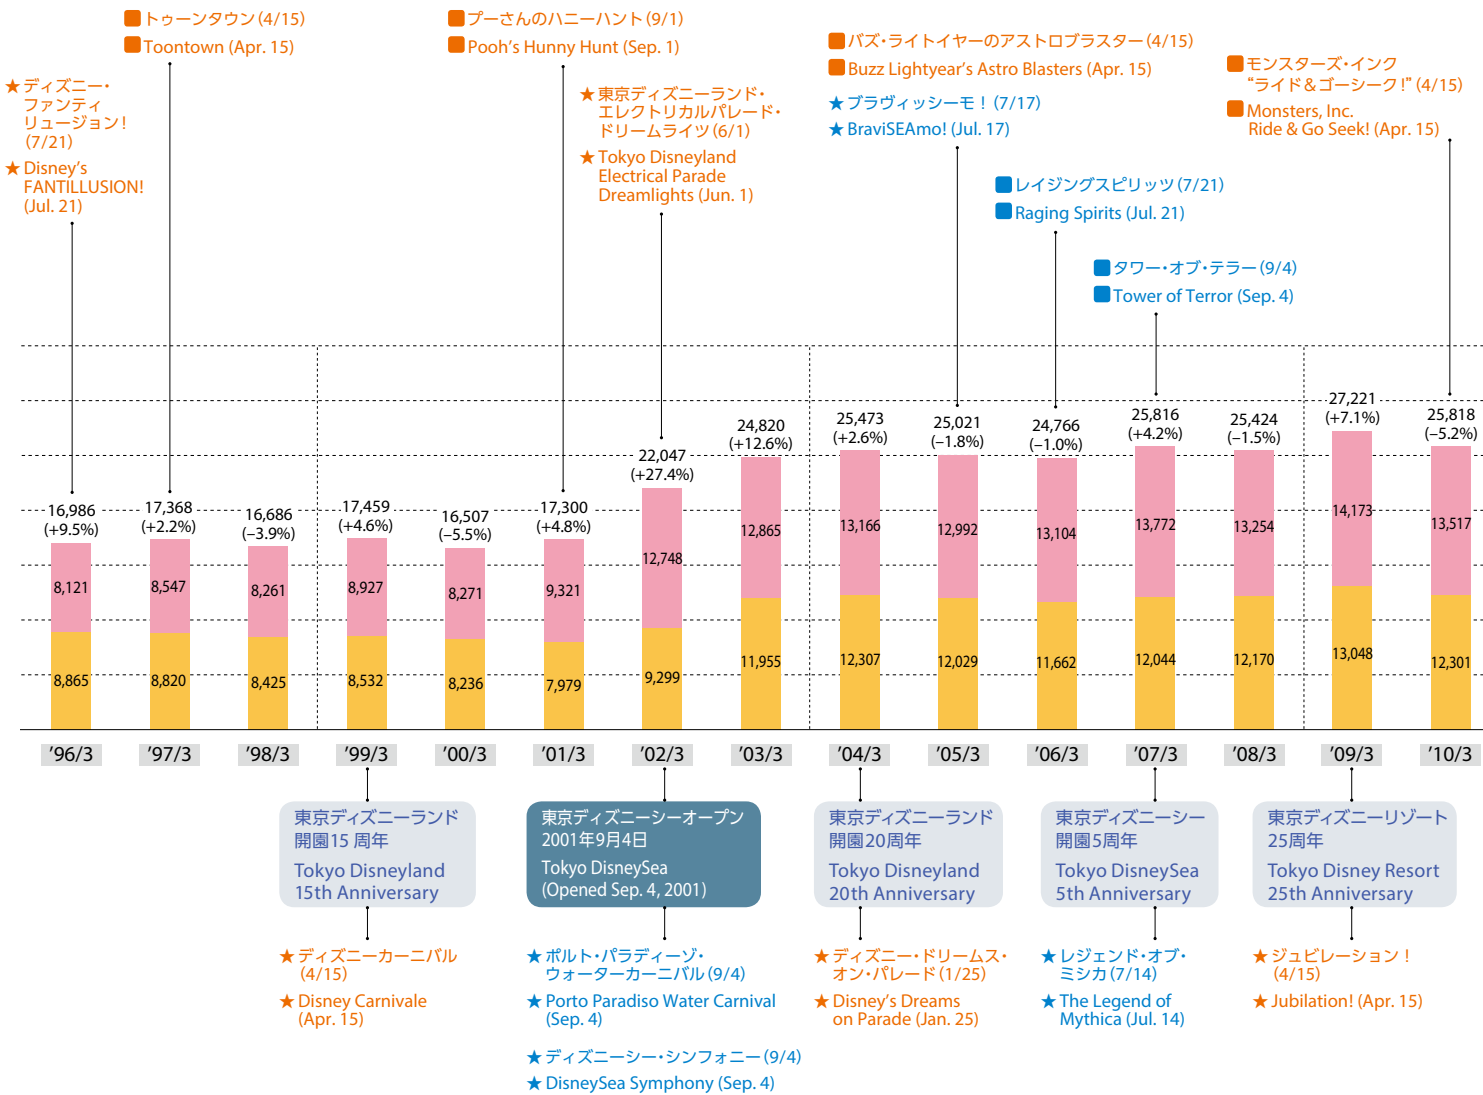 ■トゥーンタウン(4/15)
■Toontown (Apr. 15)
■プーさんのハニーハント(9/1)
■Pooh's Hunny Hunt (Sep. 1)
■バズ・ライトイヤーのアストロブラスター(4/15)
■Buzz Lightyear's Astro Blasters (Apr. 15)
★ブラヴィッシーモ！(7/17)
★BraviSEAmo! (Jul. 17)
■モンスターズ・インク
“ライド＆ゴーシーク！”(4/15)
■Monsters, Inc.
Ride & Go Seek! (Apr. 15)
★ディズニー・
ファンティ
リュージョン！
(7/21)
★Disney's
FANTILLUSION!
(Jul. 21)
★東京ディズニーランド・
エレクトリカルパレード・
ドリームライツ(6/1)
★Tokyo Disneyland
Electrical Parade
Dreamlights (Jun. 1)
■レイジングスピリッツ(7/21)
■Raging Spirits (Jul. 21)
■タワー・オブ・テラー(9/4)
■Tower of Terror (Sep. 4)
16,986
(+9.5%)
8,121
8,865
17,368
(+2.2%)
8,547
8,820
16,686
(–3.9%)
8,261
8,425
17,459
(+4.6%)
8,927
8,532
16,507
(–5.5%)
8,271
8,236
17,300
(+4.8%)
9,321
7,979
22,047
(+27.4%)
12,748
9,299
24,820
(+12.6%)
12,865
11,955
25,473
(+2.6%)
13,166
12,307
25,021
(–1.8%)
12,992
12,029
24,766
(–1.0%)
13,104
11,662
25,816
(+4.2%)
13,772
12,044
25,424
(–1.5%)
13,254
12,170
27,221
(+7.1%)
14,173
13,048
25,818
(–5.2%)
13,517
12,301
’96/3 ’97/3 ’98/3 ’99/3 ’00/3 ’01/3 ’02/3 ’03/3 ’04/3 ’05/3 ’06/3 ’07/3 ’08/3 ’09/3 ’10/3
東京ディズニーランド
開園15 周年
Tokyo Disneyland
15th Anniversary
★ディズニーカーニバル
(4/15)
★Disney Carnivale
(Apr. 15)
東京ディズニーシーオープン
2001年9月4日
Tokyo DisneySea
(Opened Sep. 4, 2001)
★ポルト・パラディーゾ・
ウォーターカーニバル(9/4)
★Porto Paradiso Water Carnival
(Sep. 4)
★ディズニーシー・シンフォニー(9/4)
★DisneySea Symphony (Sep. 4)
東京ディズニーランド
開園20周年
Tokyo Disneyland
20th Anniversary
★ディズニー・ドリームス・
オン・パレード(1/25)
★Disney's Dreams
on Parade (Jan. 25)
東京ディズニーシー
開園5周年
Tokyo DisneySea
5th Anniversary
★レジェンド・オブ・
ミシカ(7/14)
★The Legend of
Mythica (Jul. 14)
東京ディズニーリゾート
25周年
Tokyo Disney Resort
25th Anniversary
★ジュビレーション！
(4/15)
★Jubilation! (Apr. 15)